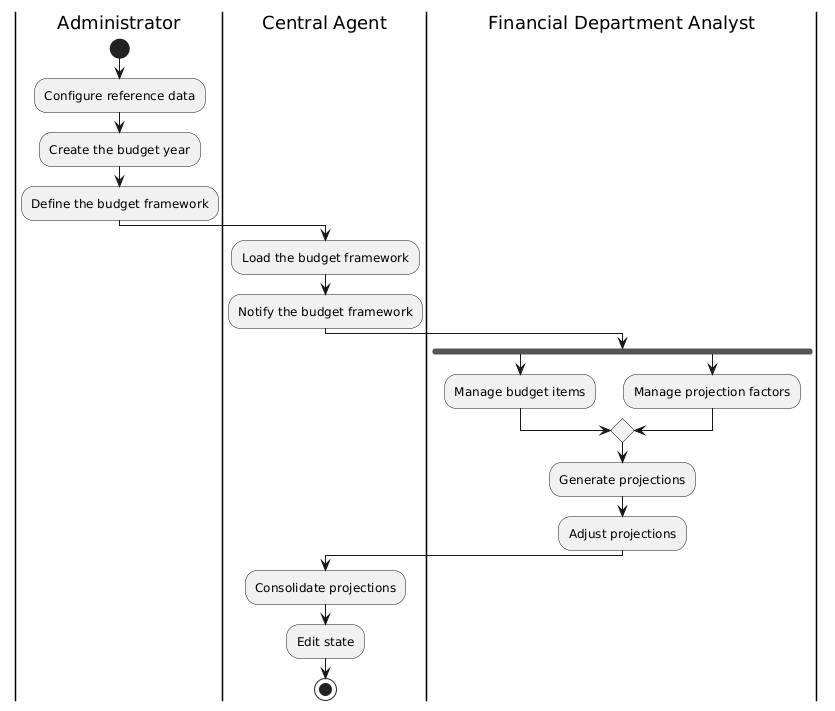 Administrator
Central Agent
Financial Department Analyst
Configure reference data
Create the budget year
Define the budget framework
Load the budget framework
Notify the budget framework
Manage budget items
Manage projection factors
Generate projections
Adjust projections
Consolidate projections
Edit state